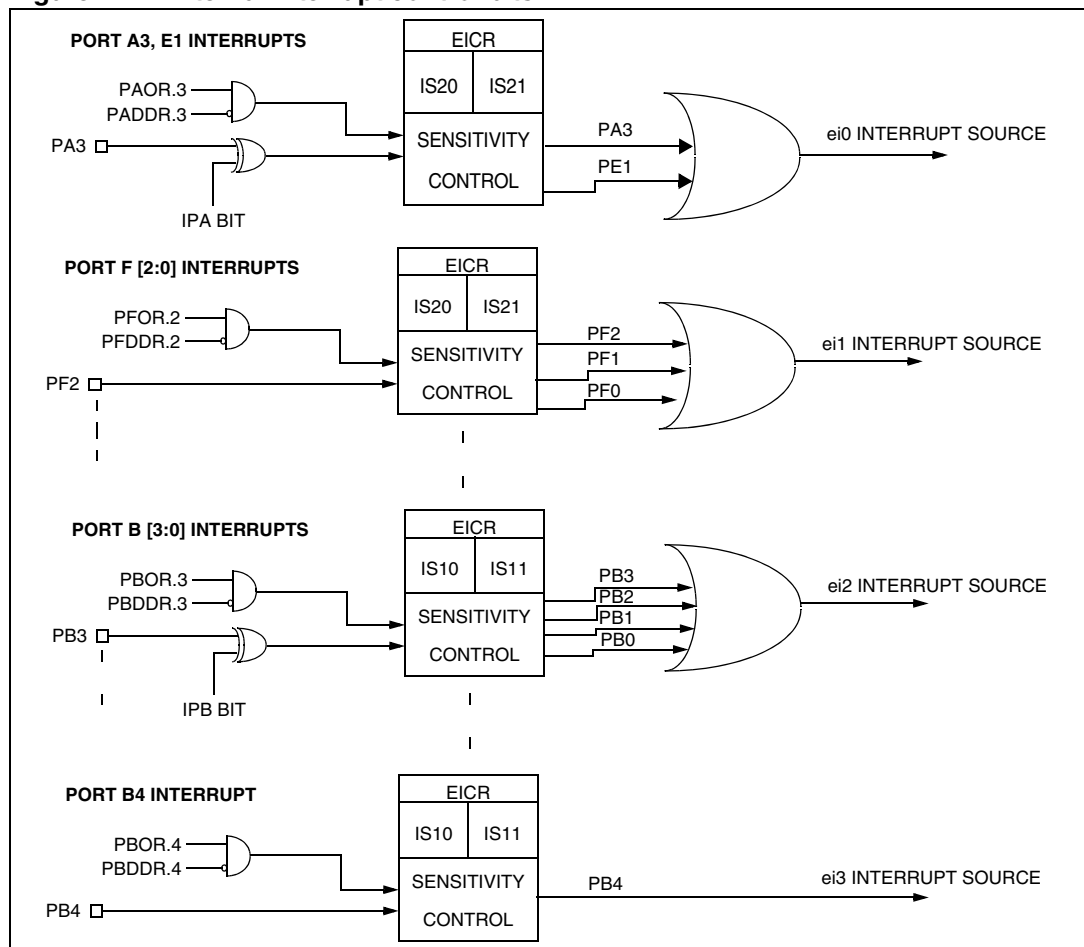 PORT A3, E1 INTERRUPTS
EICR
IS20 IS21
PAOR.3
PADDR.3
PA3
IPA BIT
SENSITIVITY
CONTROL
PA3
PE1
ei0 INTERRUPT SOURCE
PORT F [2:0] INTERRUPTS
EICR
IS20 IS21
PFOR.2
PFDDR.2
PF2
SENSITIVITY
CONTROL
PF2
PF1
PF0
ei1 INTERRUPT SOURCE
PORT B [3:0] INTERRUPTS
EICR
IS10 IS11
PBOR.3
PBDDR.3
PB3
IPB BIT
SENSITIVITY
CONTROL
PB3
PB2
PB1
PB0
ei2 INTERRUPT SOURCE
PORT B4 INTERRUPT
EICR
IS10 IS11
PBOR.4
PBDDR.4
PB4
SENSITIVITY
CONTROL
PB4
ei3 INTERRUPT SOURCE